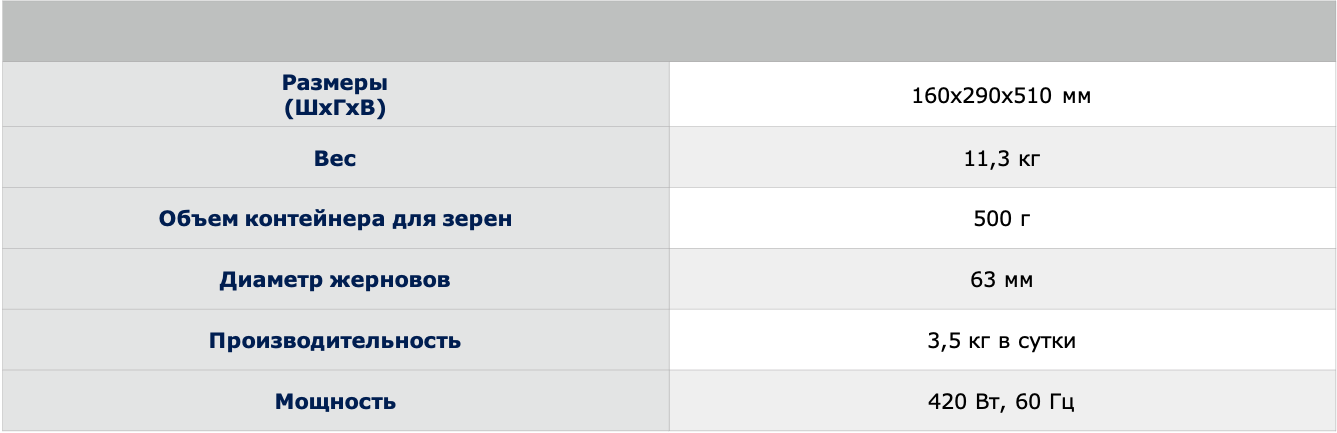 Размеры
(ШхГхВ)
160х290х510 мм
Вес
11,3 кг
Объем контейнера для зерен
500 г
Диаметр жерновов
63 мм
Производительность
3,5 кг в сутки
Мощность
420 Вт, 60 Гц